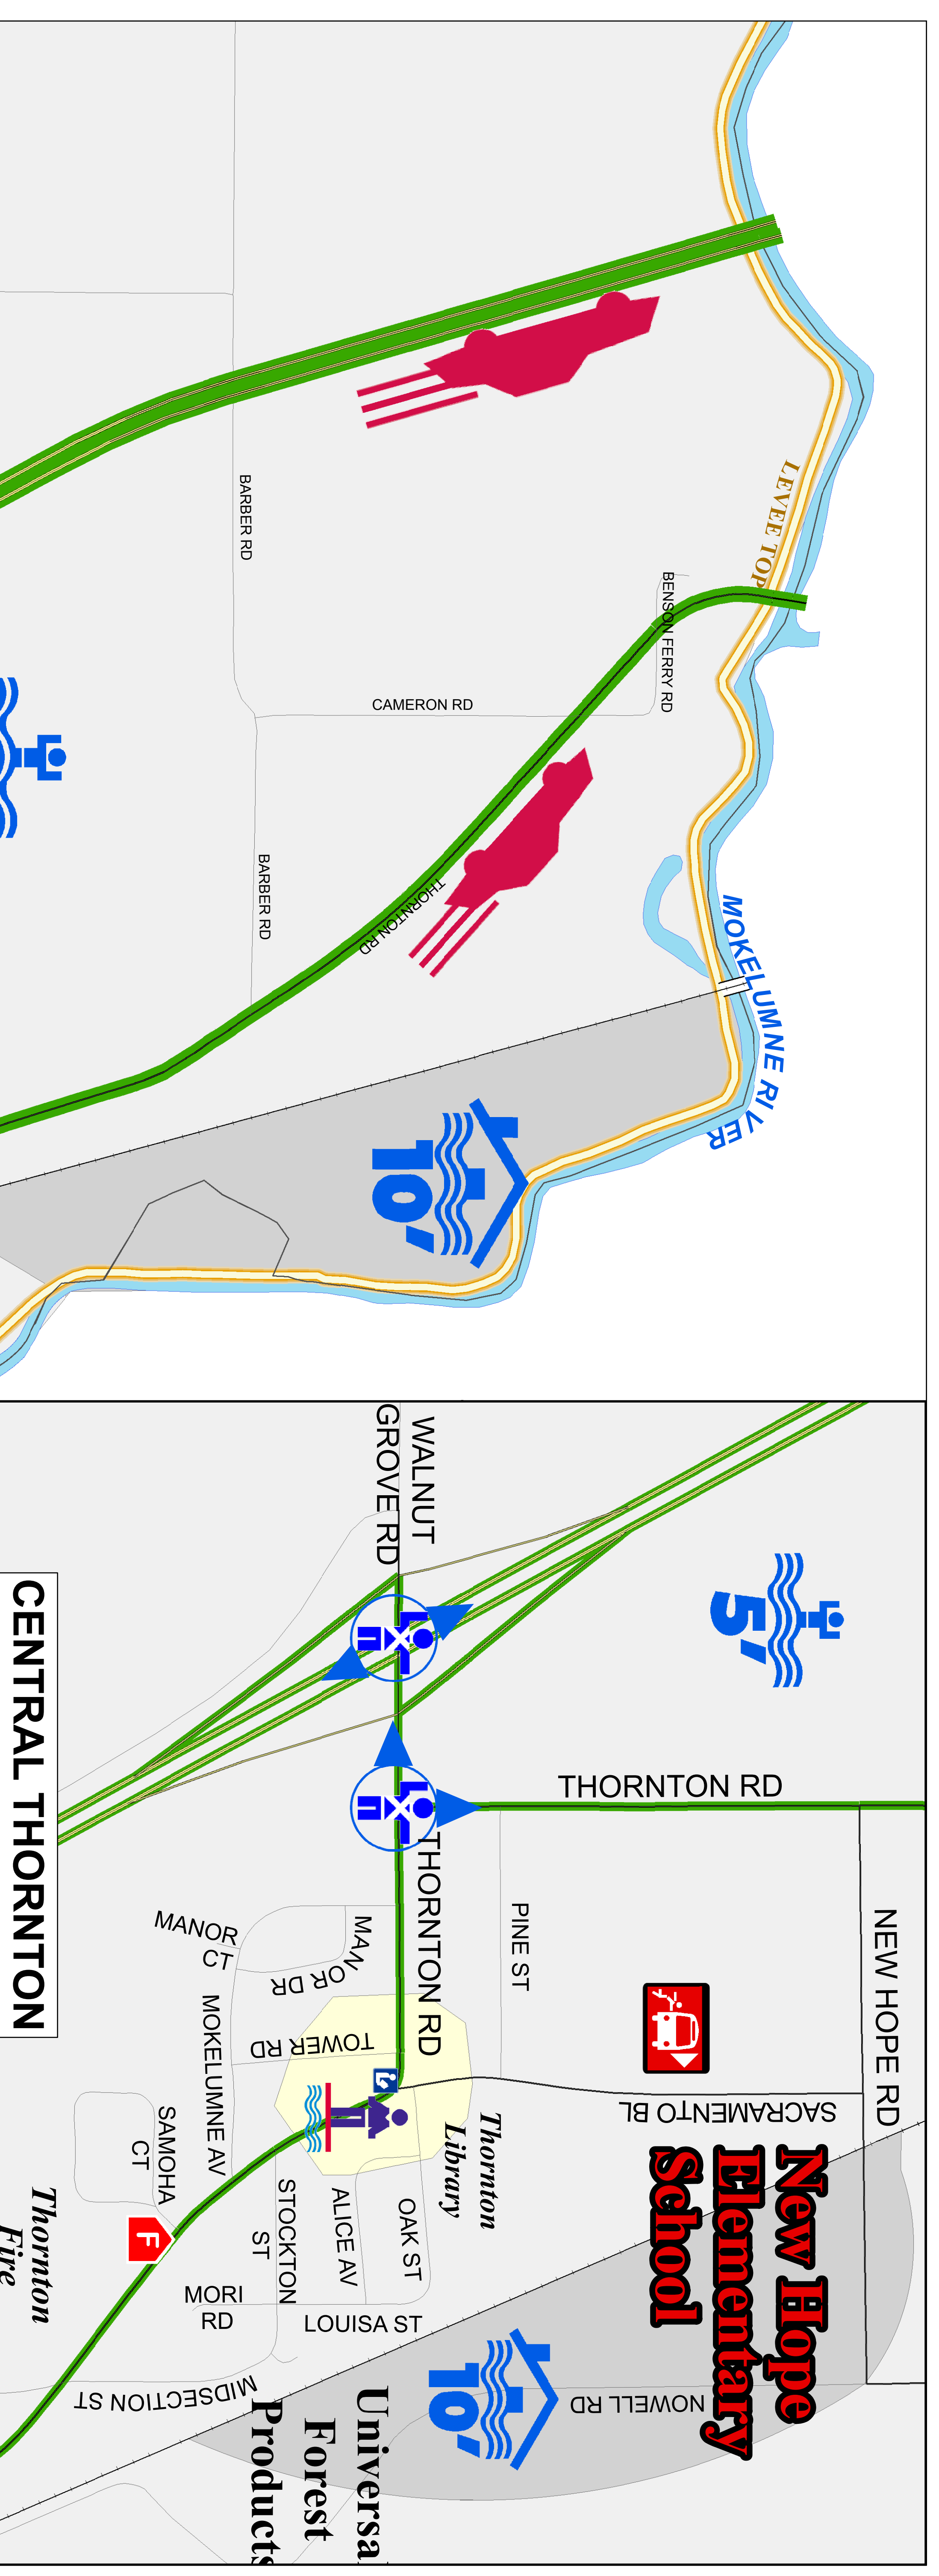 LEVEE TOP
BARBER RD
BENSON FERRY RD
CAMERON RD
BARBER RD
THORNTON RD
MOKELUMNE RIVER
10'
WALNUT
GROVE RD
5'
CENTRAL THORNTON
THORNTON RD
THORNTON RD
NEW HOPE RD
PINE ST
MANOR
CT
MANOR DR
MOKELUMNE AV
TOWER RD
SACRAMENTO BL
Thornton
Library
New Hope
Elementary
School
SAMOHA
CT
STOCKTON
ST
ALICE AV
OAK ST
F
Thornton
Fire
MORI
RD
LOUISA ST
MIDSECTION ST
NOWELL RD
10'
Universa
Forest
Products